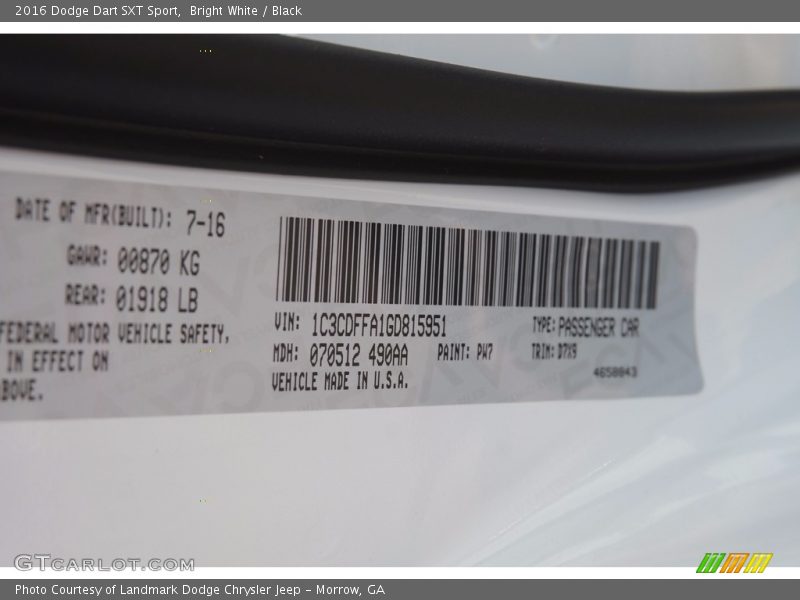 2016 Dodge Dart SXT Sport,  Bright White / Black
DATE OF MFR(BUILT): 7-16
GAWR: 00870 KG
REAR: 01918 LB
FEDERAL MOTOR VEHICLE SAFETY,
IN EFFECT ON
BOVE.
VIN: 1C3CDFFA1GD815951
TYPE: PASSENGER CAR
MDH: 070512 490AA
PAINT: PW7
TRIM: D7X9
VEHICLE MADE IN U.S.A.
4658843
GTCARLOT.COM
Photo Courtesy of Landmark Dodge Chrysler Jeep - Morrow, GA